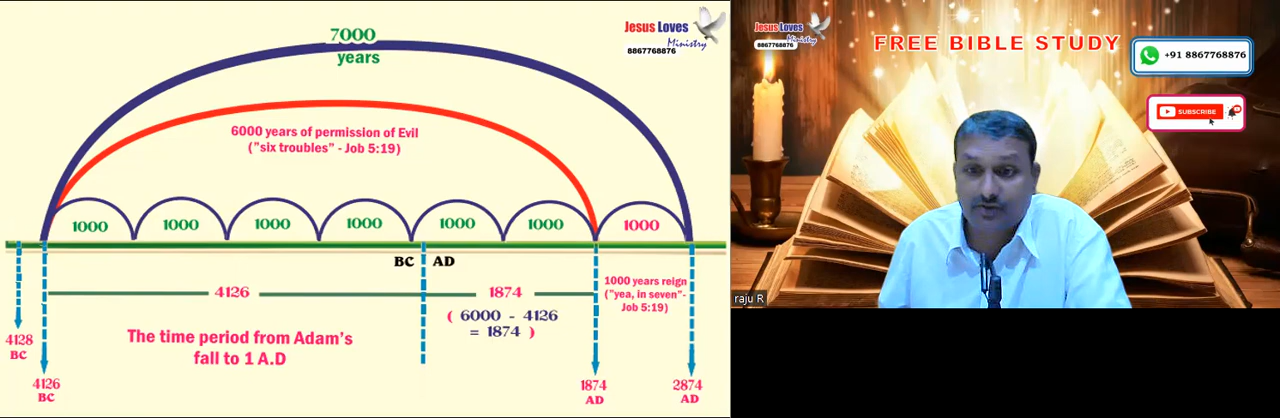 7000
years
Jesus Loves
Ministry
8867768876
6000 years of permission of Evil
("six troubles" - Job 5:19)
1000
1000
1000
1000
1000
1000
1000
BC
AD
4126
1874
1000 years reign
("yea, in seven"-
Job 5:19)
( 6000 - 4126
= 1874 )
The time period from Adam's
fall to 1 A.D
4128
BC
4126
BC
1874
AD
2874
AD
Jesus Loves
Ministry
8867768876
FREE BIBLE STUDY
+91 8867768876
SUBSCRIBE
raju R